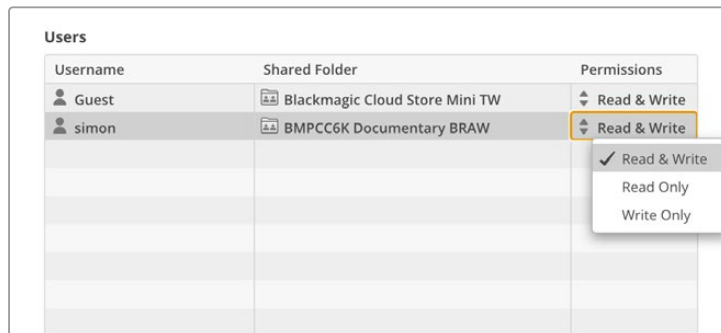 Users
Username Shared Folder Permissions
Guest Blackmagic Cloud Store Mini TW Read & Write
simon BMPCC6K Documentary BRAW Read & Write
Read & Write
Read Only
Write Only